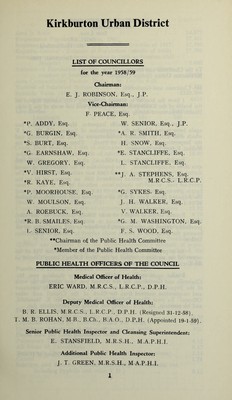 Kirkburton Urban District
LIST OF COUNCILLORS
for the year 1958/59
Chairman:
E. J. ROBINSON, Esq., J.P.
Vice-Chairman:
F. PEACE, Esq.
*P. ADDY, Esq.
*G. BURGIN, Esq.
*S. BURT, Esq.
*G. EARNSHAW, Esq.
W. GREGORY, Esq.
*V. HIRST, Esq.
*R. KAYE, Esq.
*P. MOORHOUSE, Esq.
W. MOULSON, Esq.
A. ROEBUCK, Esq.
*R. B. SMAILES, Esq.
L. SENIOR, Esq.
W. SENIOR, Esq., J.P.
*A. R. SMITH, Esq.
H. SNOW, Esq.
*E. STANCLIFFE, Esq.
L. STANCLIFFE, Esq.
**J. A. STEPHENS, Esq.
M.R.C.S., L.R.C.P.
*G. SYKES, Esq.
J. H. WALKER, Esq.
V. WALKER, Esq.
*G. M. WASHINGTON, Esq.
F. S. WOOD, Esq.
**Chairman of the Public Health Committee
*Member of the Public Health Committee
PUBLIC HEALTH OFFICERS OF THE COUNCIL
Medical Officer of Health:
ERIC WARD, M.R.C.S., L.R.C.P., D.P.H.
Deputy Medical Officer of Health:
B. R. ELLIS, M.R.C.S., L.R.C.P., D.P.H. (Resigned 31-12-58).
T. M. B. ROHAN, M.B., B.Ch., B.A.O., D.P.H. (Appointed 19-1-59).
Senior Public Health Inspector and Cleansing Superintendent:
E. STANSFIELD, M.R.S.H., M.A.P.H.I.
Additional Public Health Inspector:
J. T. GREEN, M.R.S.H., M.A.P.H.I.
1